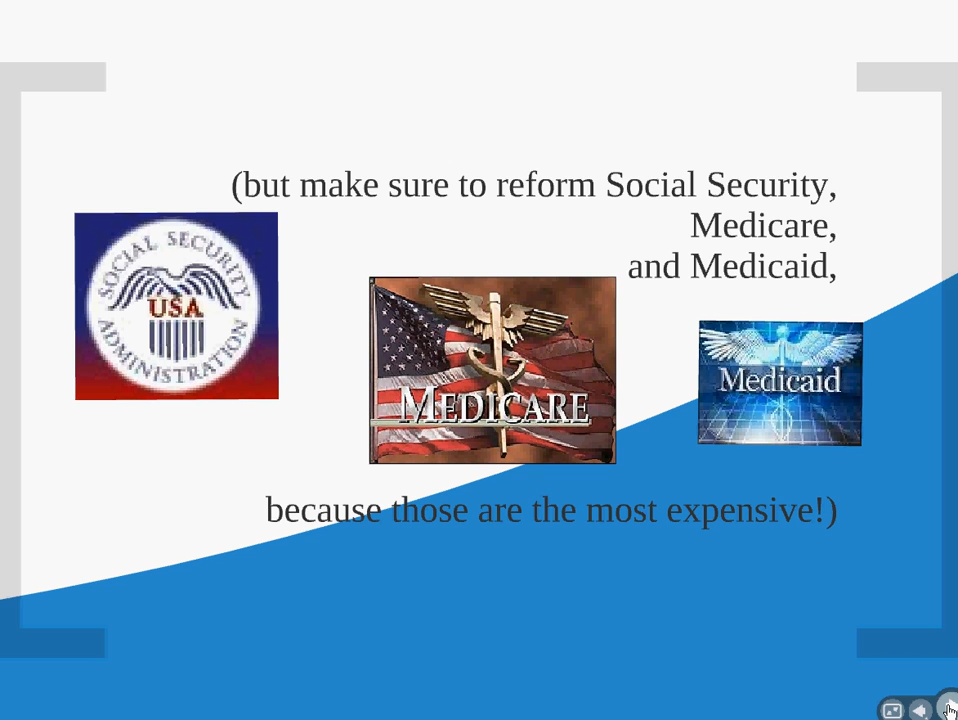 (but make sure to reform Social Security,
Medicare,
and Medicaid,
SOCIAL SECURITY
USA
ADMINISTRATION
MEDICARE
Medicaid
because those are the most expensive!)